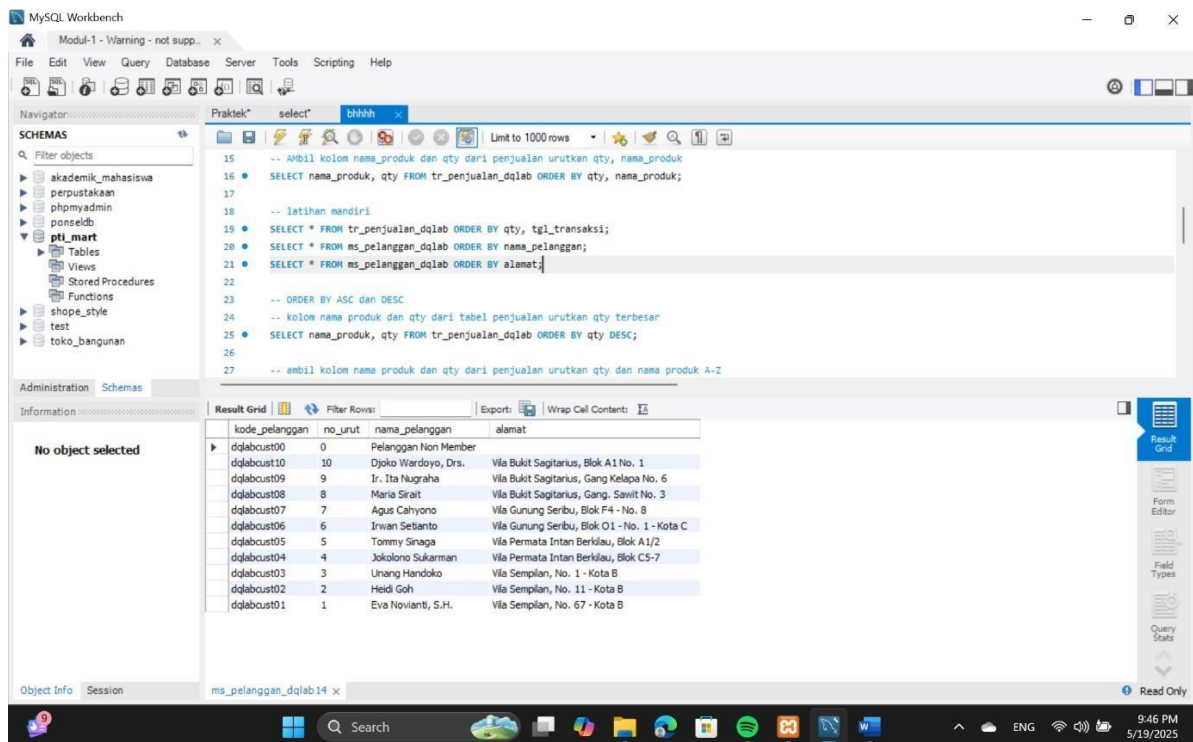 MySQL Workbench
Modul-1 - Warning - not supp... ×
File Edit View Query Database Server Tools Scripting Help
Navigator
SCHEMAS
Filter objects
akademik_mahasiswa
perpustakaan
phpmyadmin
ponseldb
pti_mart
Tables
Views
Stored Procedures
Functions
shope_style
test
toko_bangunan
Administration Schemas
Information
No object selected
Object Info Session
Praktek* select* bhhhh ×
Limit to 1000 rows
15 -- AMbil kolom nama_produk dan qty dari penjualan urutkan qty, nama_produk
16 SELECT nama_produk, qty FROM tr_penjualan_dqlab ORDER BY qty, nama_produk;
17
18 -- latihan mandiri
19 SELECT * FROM tr_penjualan_dqlab ORDER BY qty, tgl_transaksi;
20 SELECT * FROM ms_pelanggan_dqlab ORDER BY nama_pelanggan;
21 SELECT * FROM ms_pelanggan_dqlab ORDER BY alamat;
22
23 -- ORDER BY ASC dan DESC
24 -- kolom nama produk dan qty dari tabel penjualan urutkan qty terbesar
25 SELECT nama_produk, qty FROM tr_penjualan_dqlab ORDER BY qty DESC;
26
27 -- ambil kolom nama produk dan qty dari penjualan urutkan qty dan nama produk A-Z
Result Grid Filter Rows: Export: Wrap Cell Content:
kode_pelanggan no_urut nama_pelanggan alamat
dqlabcust00 0 Pelanggan Non Member
dqlabcust10 10 Djoko Wardoyo, Drs. Vila Bukit Sagitarius, Blok A1 No. 1
dqlabcust09 9 Ir. Ita Nugraha Vila Bukit Sagitarius, Gang Kelapa No. 6
dqlabcust08 8 Maria Sirait Vila Bukit Sagitarius, Gang. Sawit No. 3
dqlabcust07 7 Agus Cahyono Vila Gunung Seribu, Blok F4 - No. 8
dqlabcust06 6 Irwan Setianto Vila Gunung Seribu, Blok O1 - No. 1 - Kota C
dqlabcust05 5 Tommy Sinaga Vila Permata Intan Berkilau, Blok A1/2
dqlabcust04 4 Jokolono Sukarman Vila Permata Intan Berkilau, Blok C5-7
dqlabcust03 3 Unang Handoko Vila Sempilan, No. 1 - Kota B
dqlabcust02 2 Heidi Goh Vila Sempilan, No. 11 - Kota B
dqlabcust01 1 Eva Novianti, S.H. Vila Sempilan, No. 67 - Kota B
Result Grid
Form Editor
Field Types
Query Stats
ms_pelanggan_dqlab 14 ×
Read Only
9
Search
ENG
9:46 PM
5/19/2025